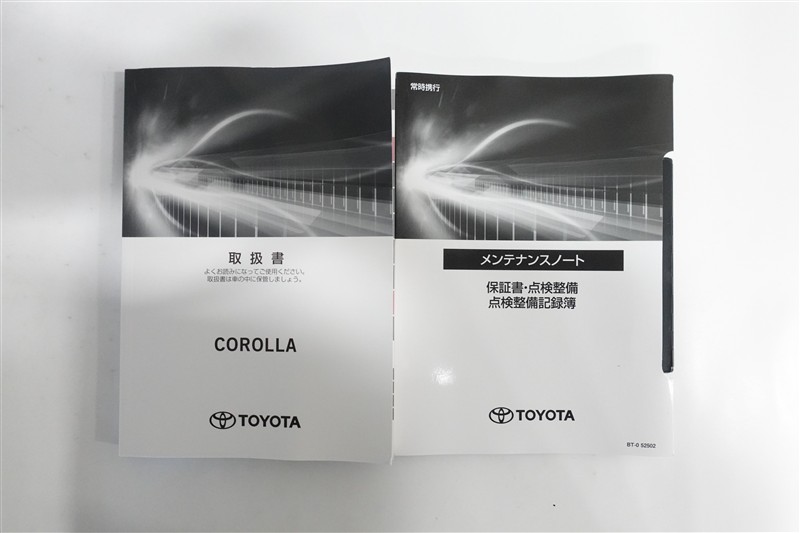 取扱書
よくお読みになってご使用ください。
取扱書は車の中に保管しましょう。
COROLLA
TOYOTA
常時携行
メンテナンスノート
保証書・点検整備
点検整備記録簿
TOYOTA
BT-0 52902